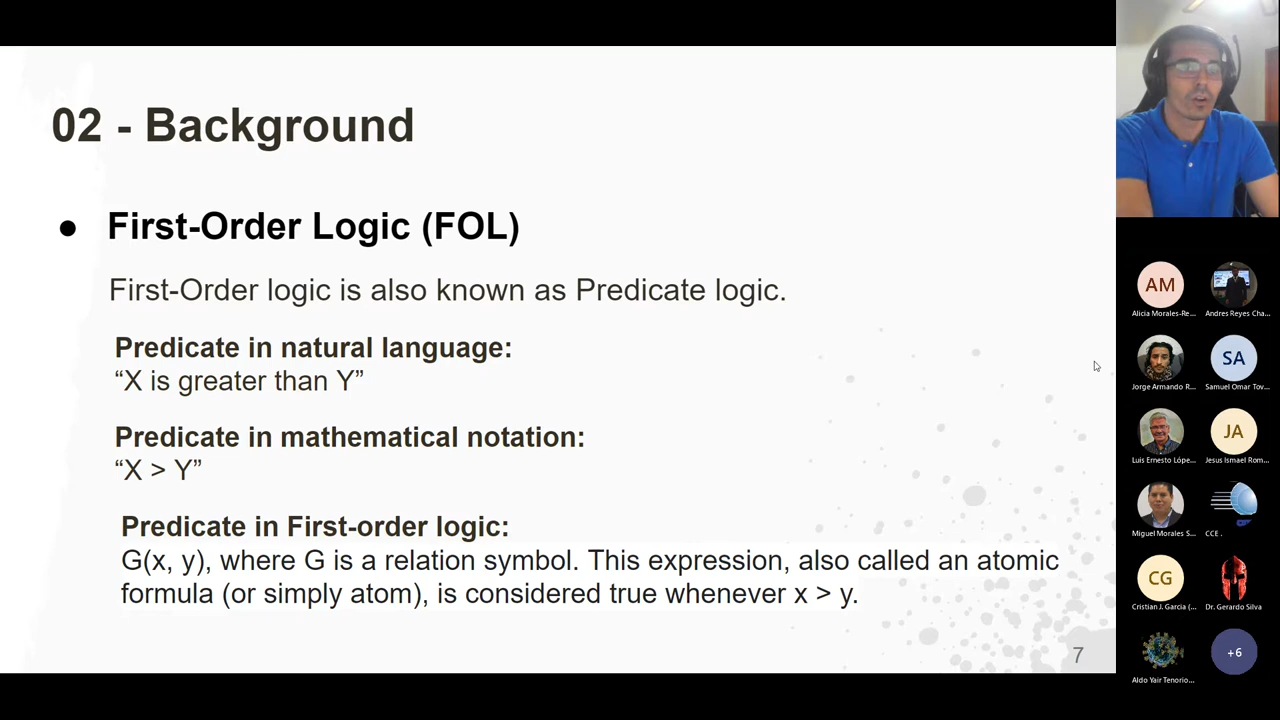 02 - Background
● First-Order Logic (FOL)
First-Order logic is also known as Predicate logic.
Predicate in natural language:
“X is greater than Y”
Predicate in mathematical notation:
“X > Y”
Predicate in First-order logic:
G(x, y), where G is a relation symbol. This expression, also called an atomic
formula (or simply atom), is considered true whenever x > y.
7
AM
Alicia Morales-Re...
Andres Reyes Cha...
Jorge Armando R...
SA
Samuel Omar Tov...
Luis Ernesto Lópe...
JA
Jesus Ismael Rom...
Miguel Morales S...
CCE .
CG
Cristian J. Garcia (...
Dr. Gerardo Silva
Aldo Yair Tenorio...
+6